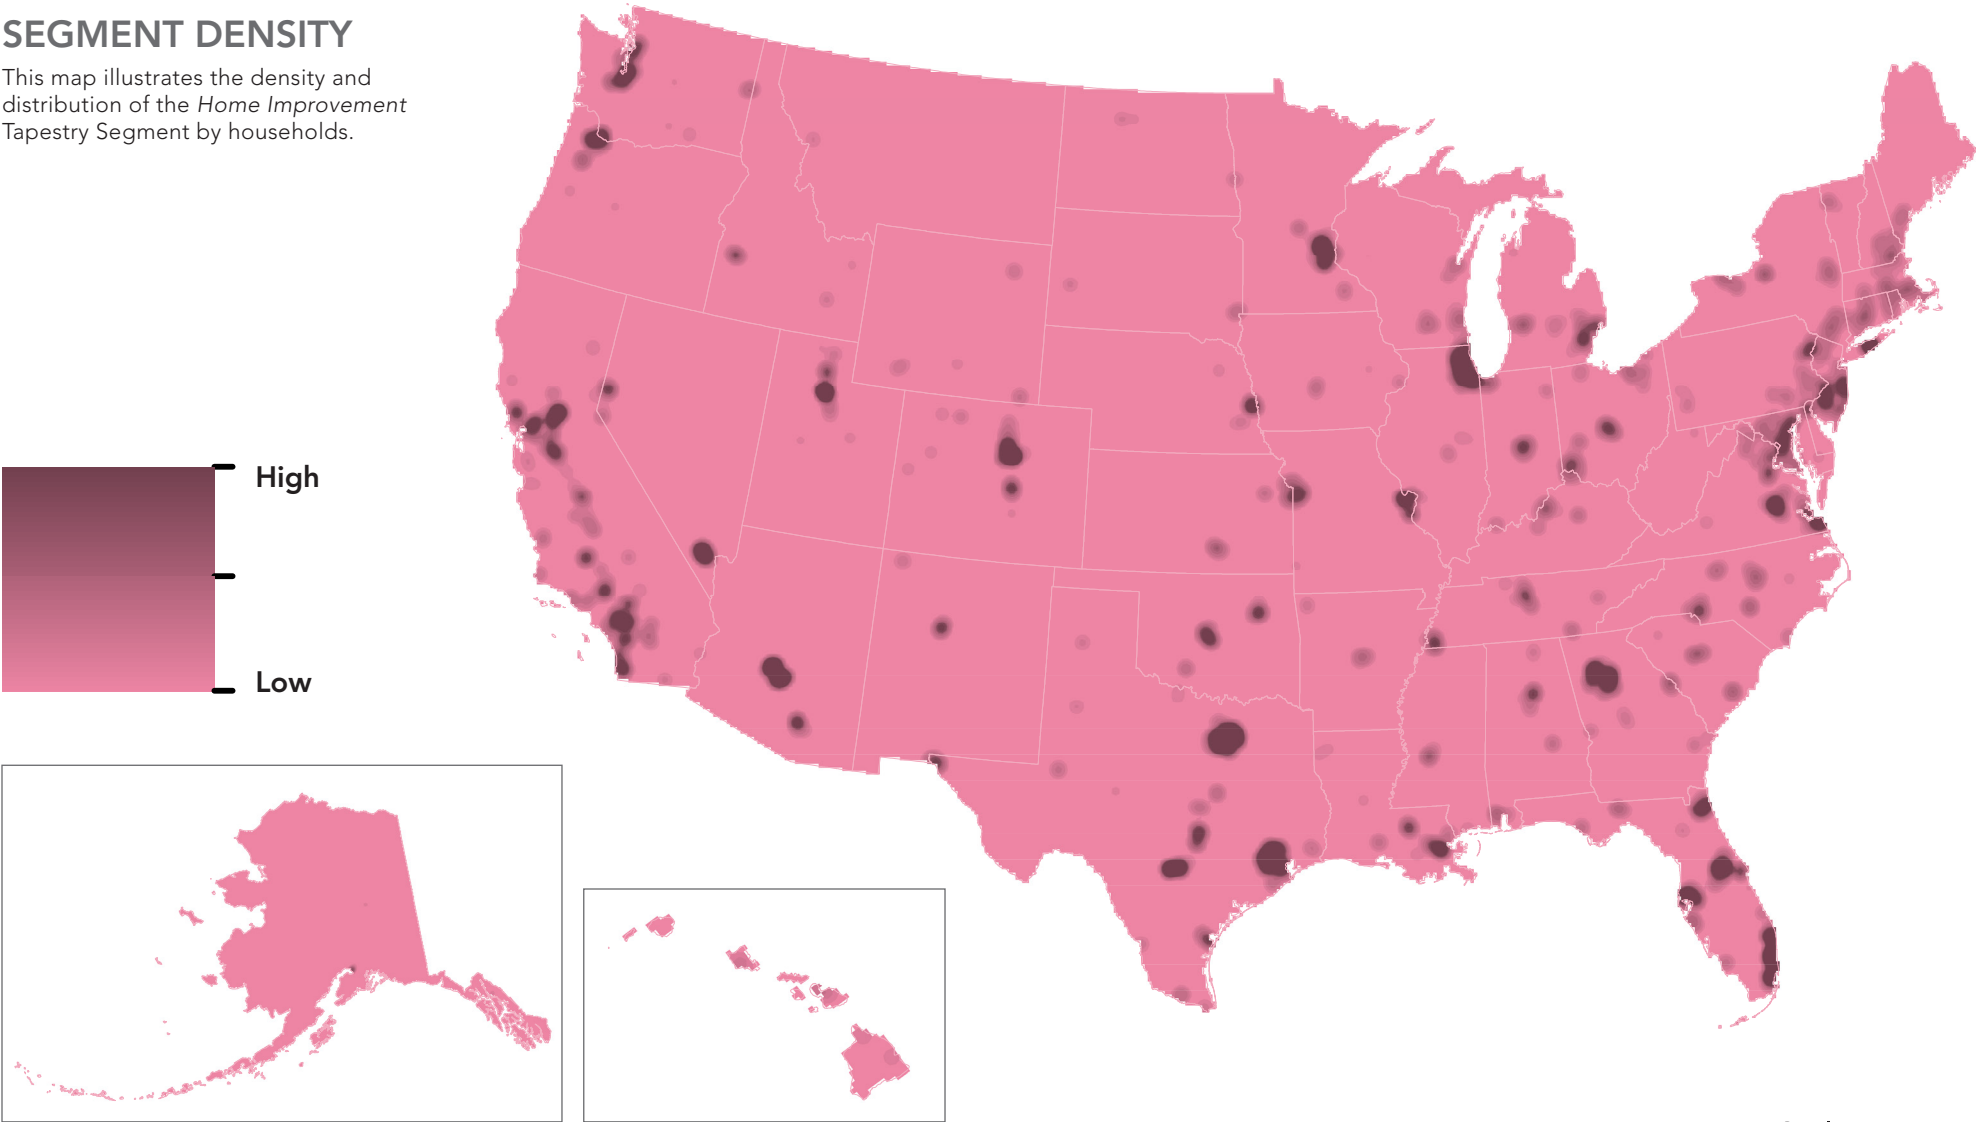 SEGMENT DENSITY
This map illustrates the density and
distribution of the Home Improvement
Tapestry Segment by households.
High
Low